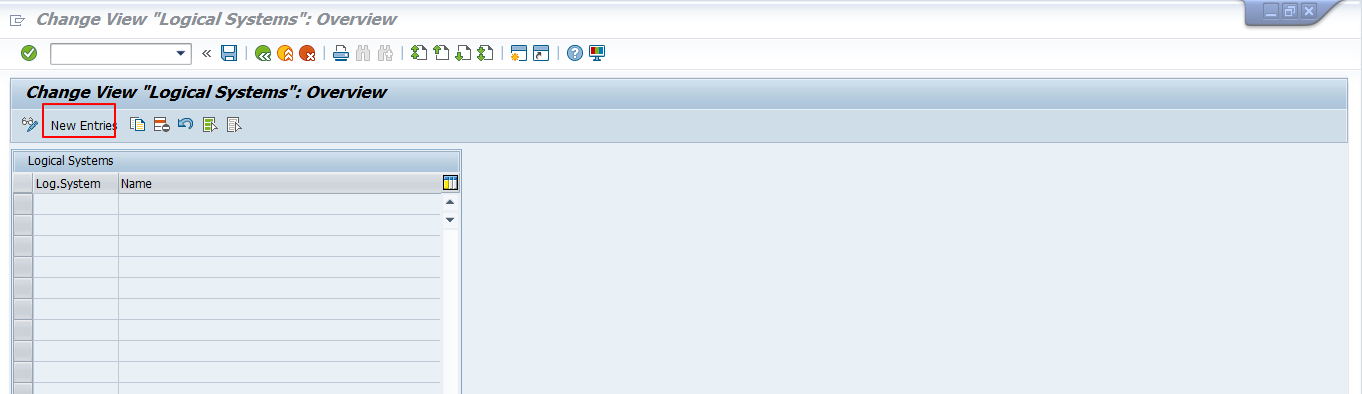 Change View "Logical Systems": Overview
Change View "Logical Systems": Overview
New Entries
Logical Systems
Log.System Name